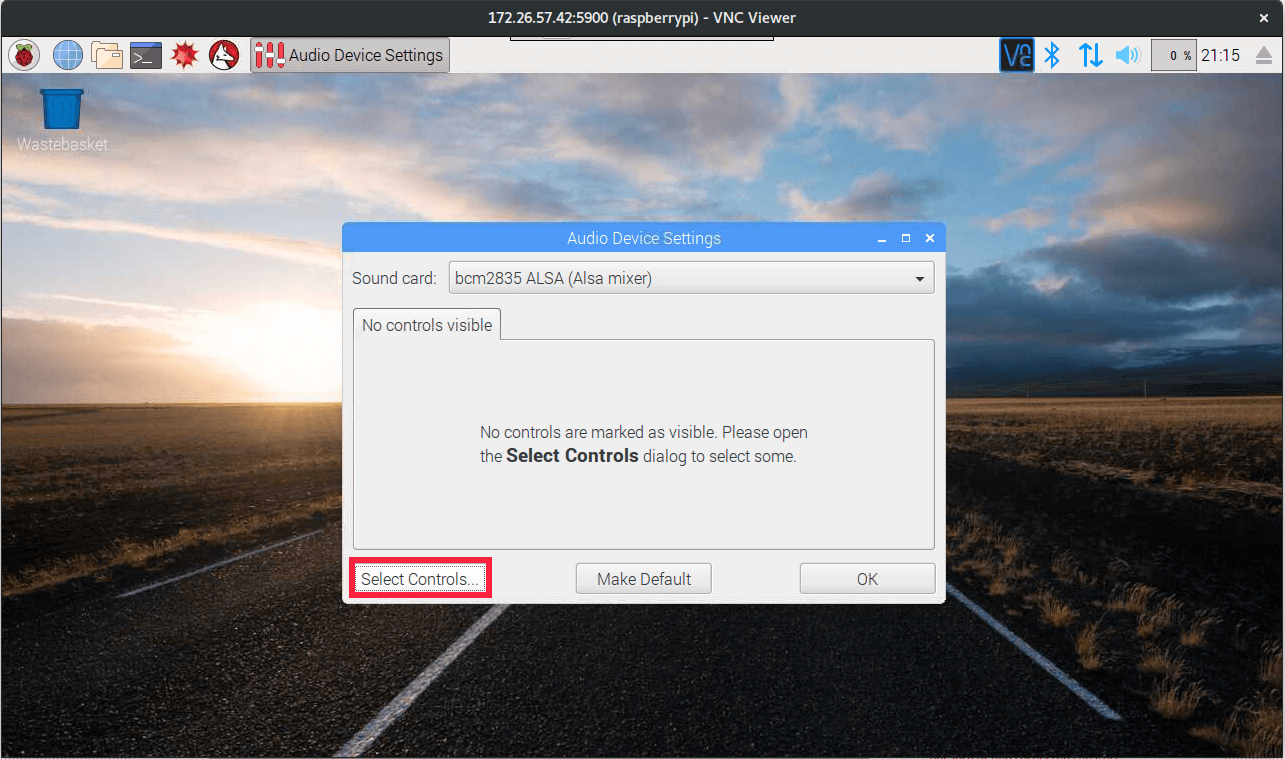 172.26.57.42:5900 (raspberrypi) - VNC Viewer
>_
Audio Device Settings
0 %
21:15
Wastebasket
Audio Device Settings
Sound card:
bcm2835 ALSA (Alsa mixer)
No controls visible
No controls are marked as visible. Please open
the Select Controls dialog to select some.
Select Controls...
Make Default
OK